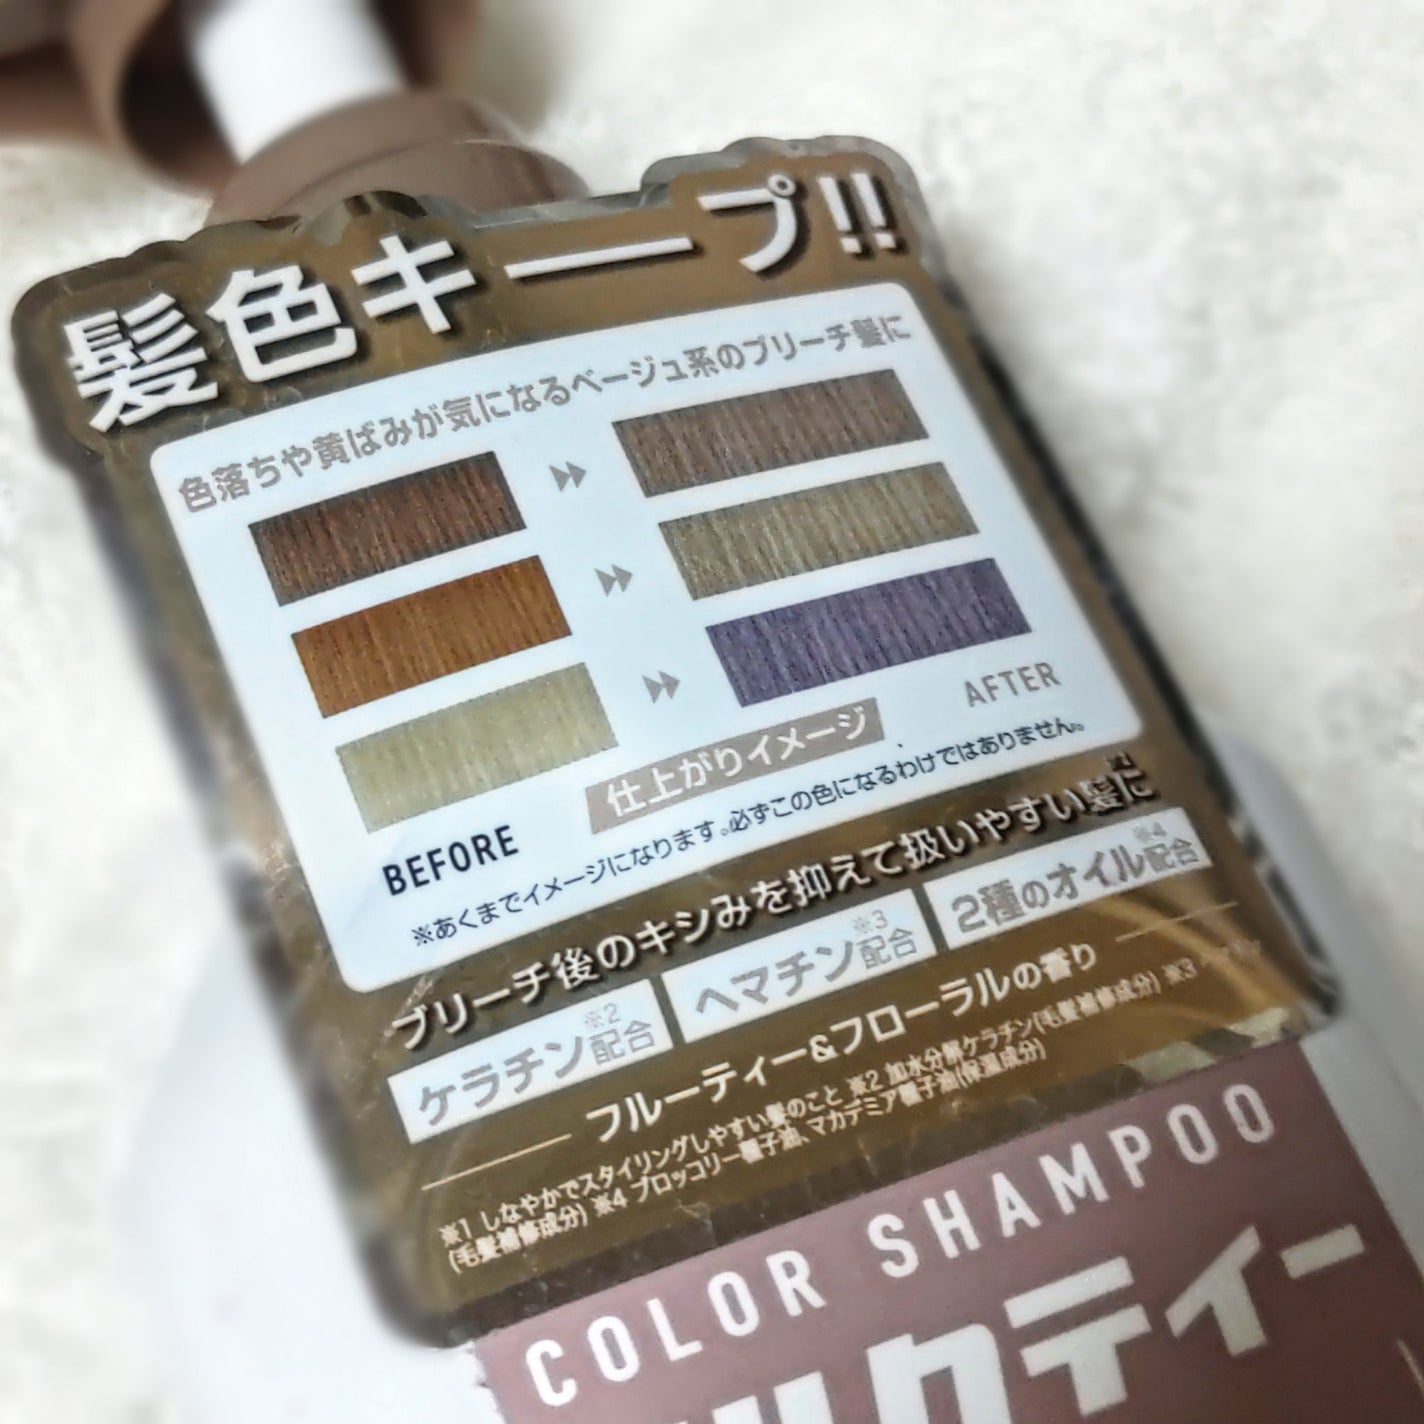 髪色キープ!!
色落ちや黄ばみが気になるベージュ系のブリーチ髪に
BEFORE
仕上がりイメージ
AFTER
※あくまでイメージになります。必ずこの色になるわけではありません。
ブリーチ後のキシみを抑えて扱いやすい髪に※1
ケラチン配合※2
ヘマチン配合※3
2種のオイル配合※4
フルーティー&フローラルの香り
※1 しなやかでスタイリングしやすい髪のこと ※2 加水分解ケラチン(毛髪補修成分) ※3
(毛髪補修成分) ※4 ブロッコリー種子油、マカデミア種子油(保湿成分)
COLOR SHAMPOO
ルクティー